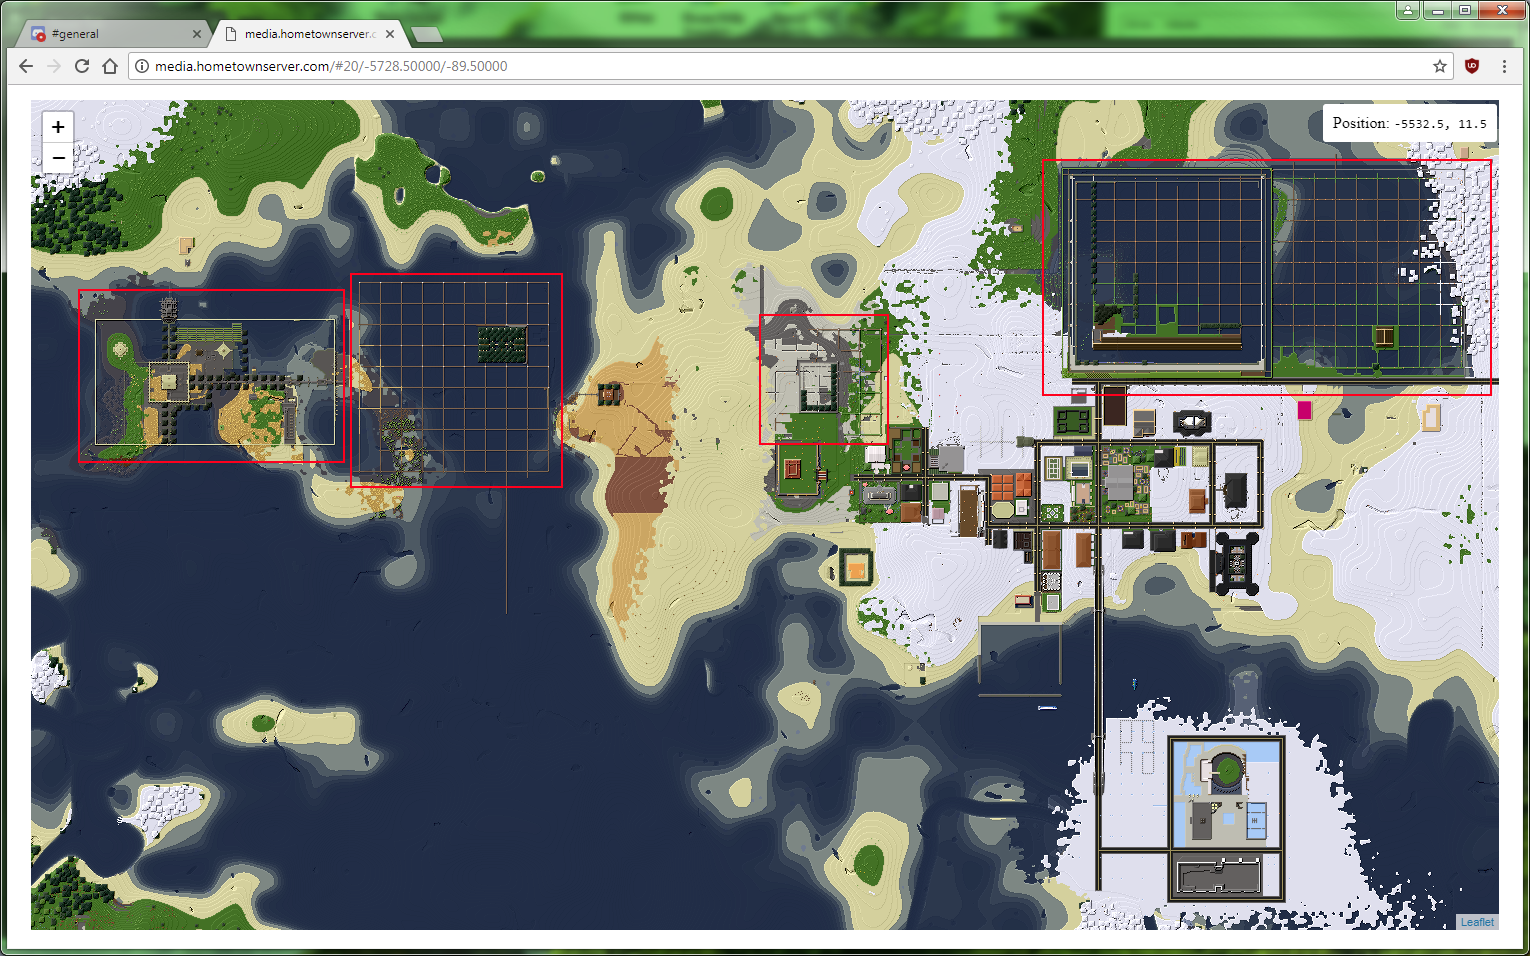 #general
media.hometownserver.c
media.hometownserver.com/#20/-5728.50000/-89.50000
+
−
Position: -5532.5, 11.5
Leaflet